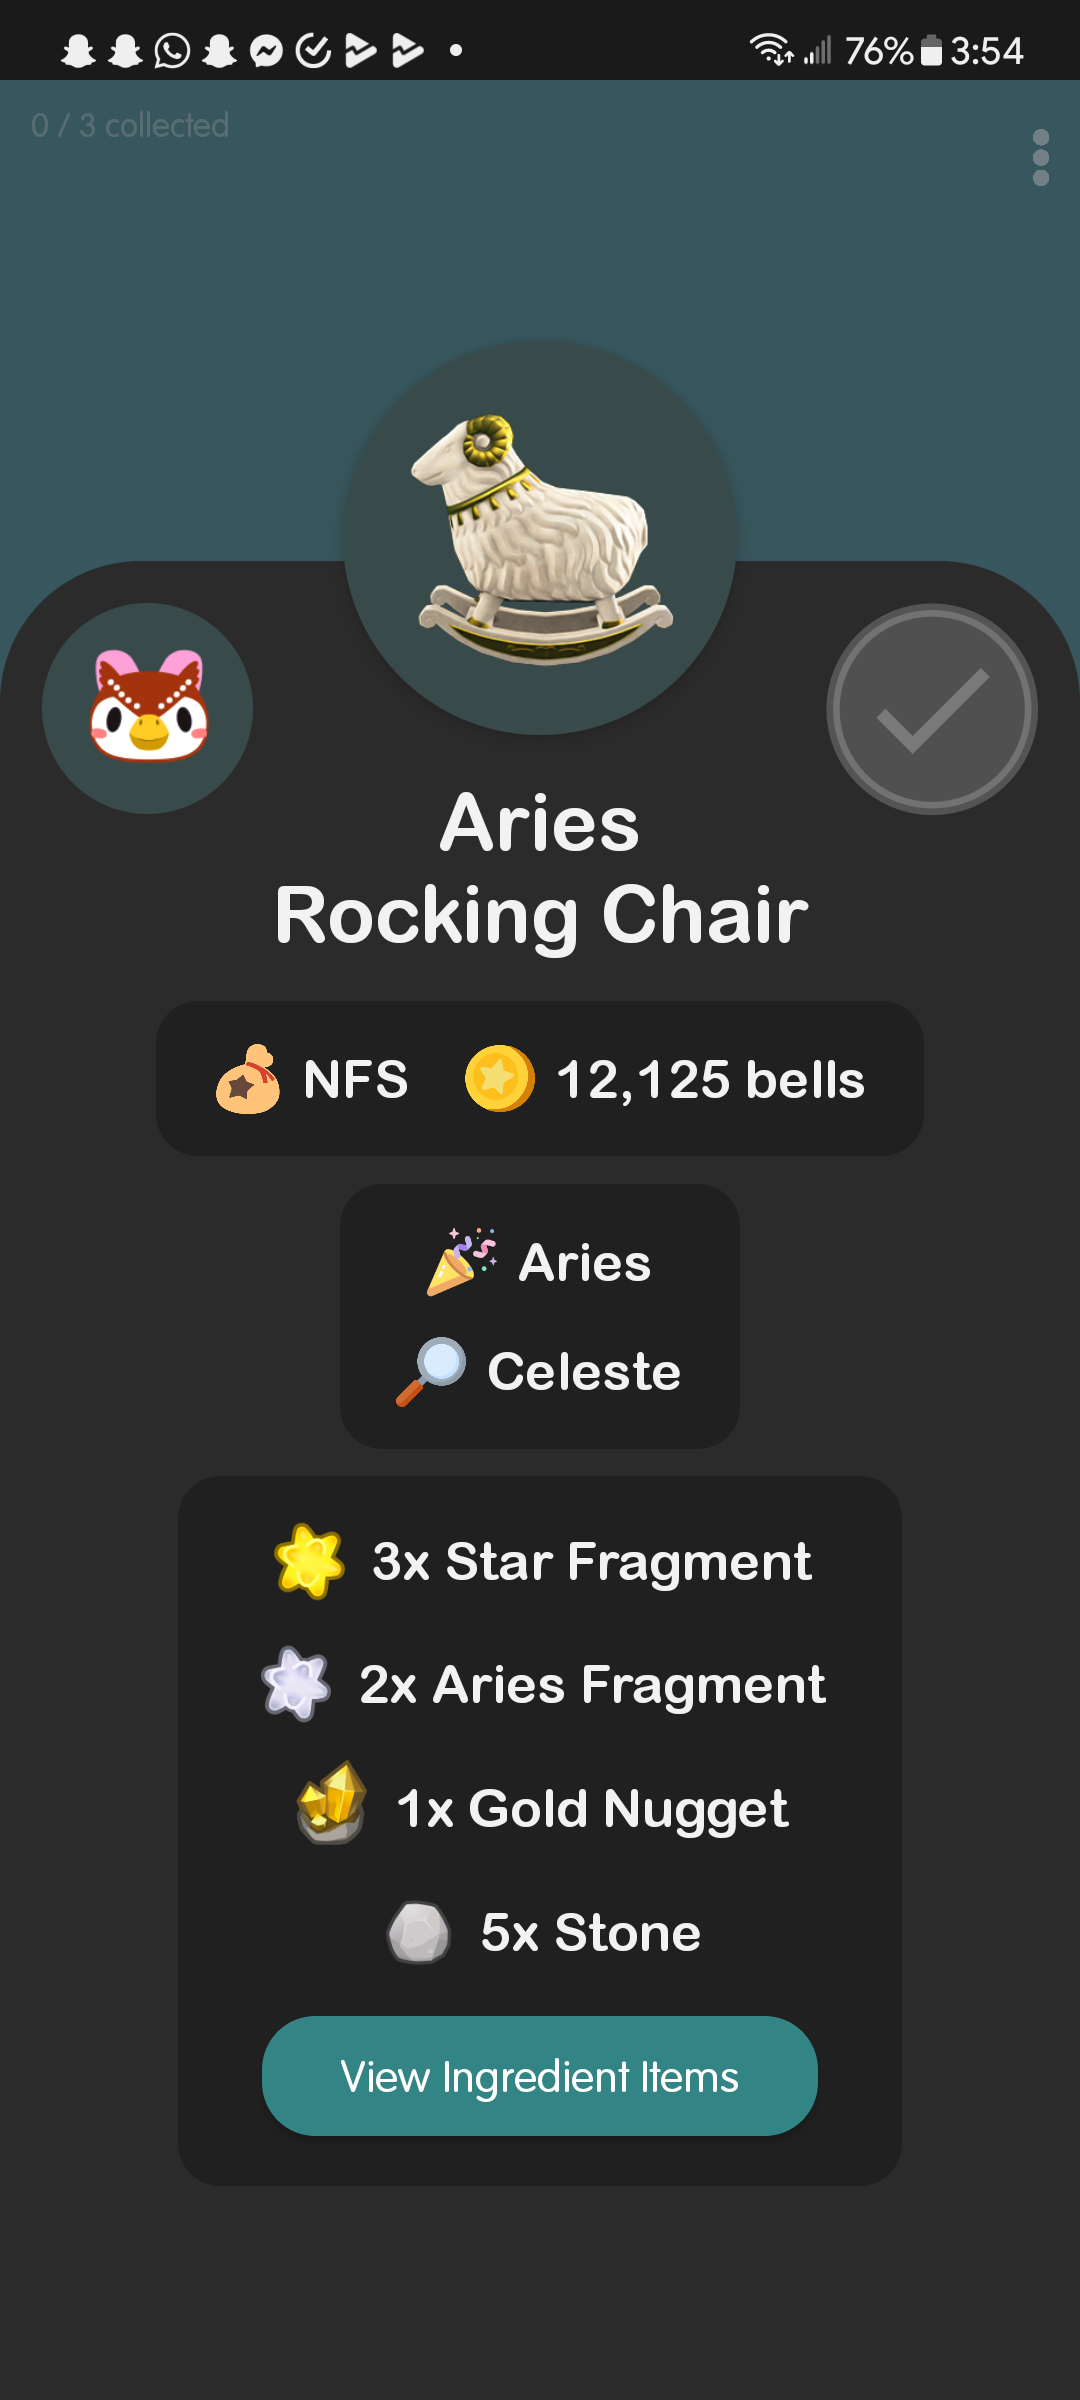 76% 3:54
0 / 3 collected
Aries
Rocking Chair
NFS 12,125 bells
Aries
Celeste
3x Star Fragment
2x Aries Fragment
1x Gold Nugget
5x Stone
View Ingredient Items